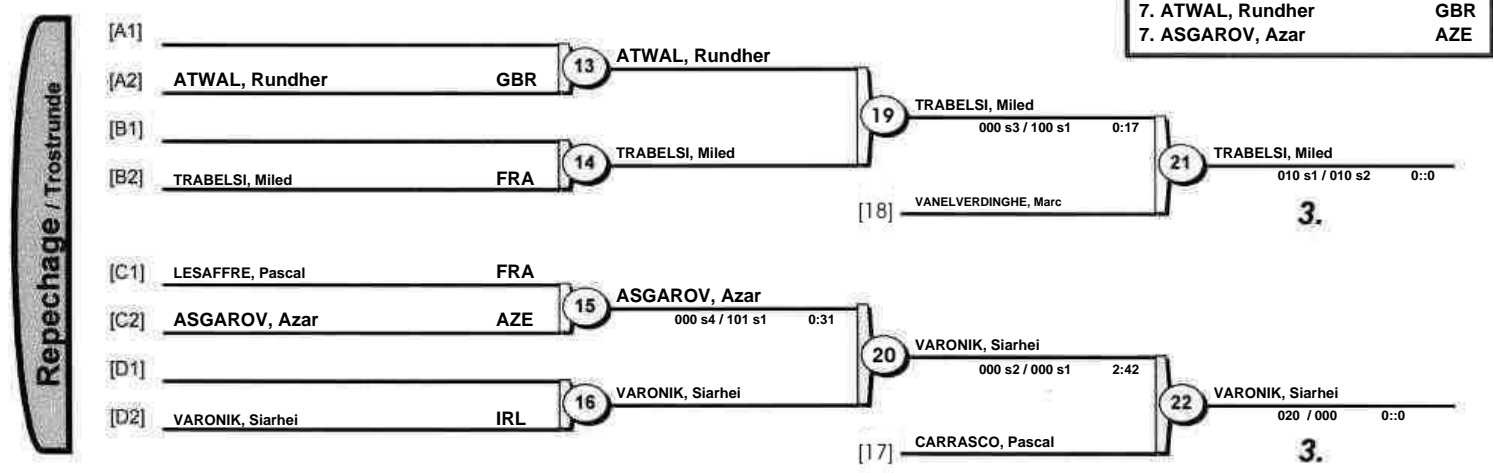 7. ATWAL, Rundher GBR
7. ASGAROV, Azar AZE
Repechage / Trostrunde
[A1]
[A2] ATWAL, Rundher GBR
13 ATWAL, Rundher
[B1]
[B2] TRABELSI, Miled FRA
14 TRABELSI, Miled
19 TRABELSI, Miled
000 s3 / 100 s1 0:17
[18] VANELVERDINGHE, Marc
21 TRABELSI, Miled
010 s1 / 010 s2 0::0
3.
[C1] LESAFFRE, Pascal FRA
[C2] ASGAROV, Azar AZE
15 ASGAROV, Azar
000 s4 / 101 s1 0:31
[D1]
[D2] VARONIK, Siarhei IRL
16 VARONIK, Siarhei
20 VARONIK, Siarhei
000 s2 / 000 s1 2:42
[17] CARRASCO, Pascal
22 VARONIK, Siarhei
020 / 000 0::0
3.